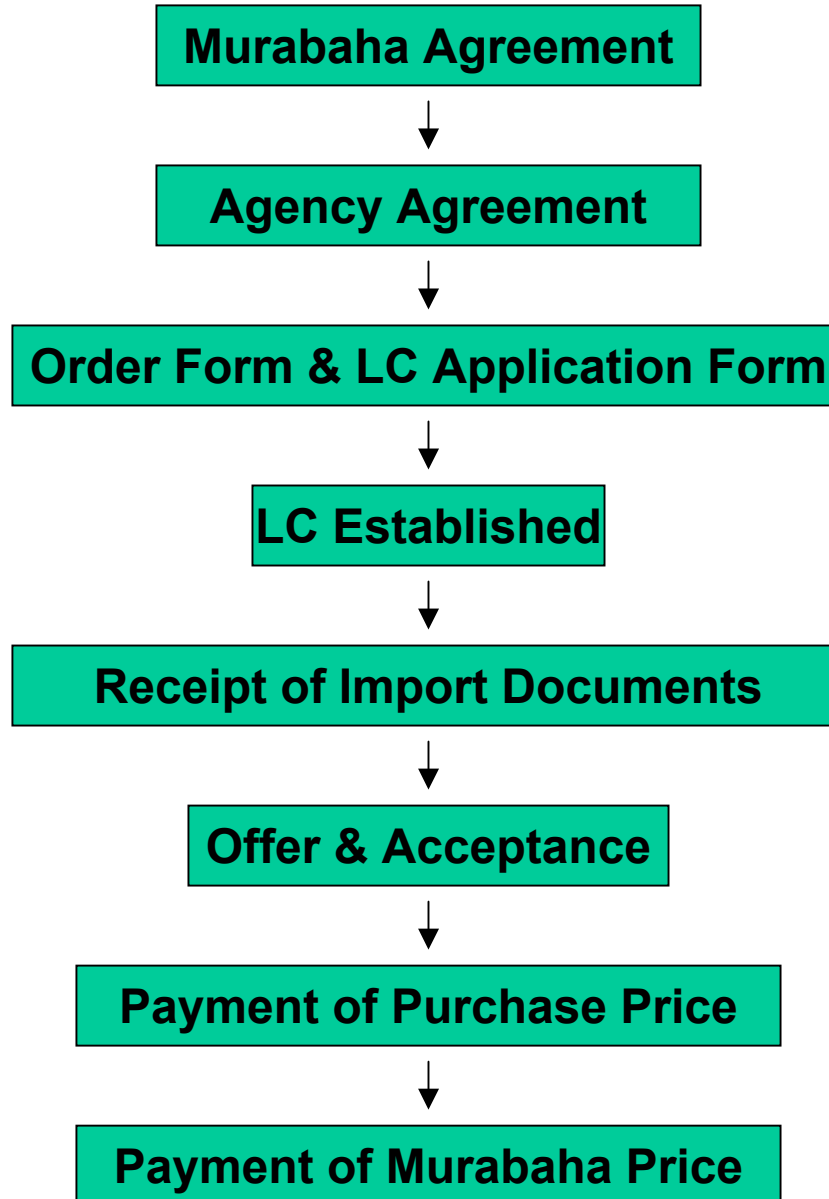 Murabaha Agreement
Agency Agreement
Order Form & LC Application Form
LC Established
Receipt of Import Documents
Offer & Acceptance
Payment of Purchase Price
Payment of Murabaha Price